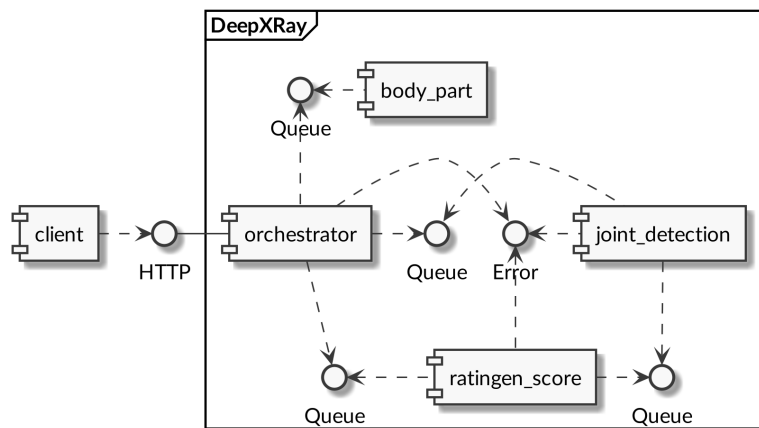 DeepXRay
body_part
Queue
client
orchestrator
joint_detection
HTTP
Queue
Error
ratingen_score
Queue
Queue